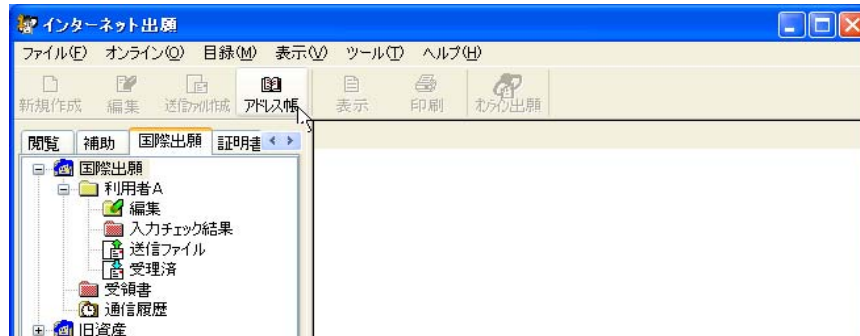 インターネット出願
ファイル(F) オンライン(O) 目録(M) 表示(V) ツール(T) ヘルプ(H)
新規作成 編集 送信ファイル作成 アドレス帳 表示 印刷 オンライン出願
閲覧 補助 国際出願 証明書
国際出願
利用者A
編集
入力チェック結果
送信ファイル
受理済
受領書
通信履歴
旧資産